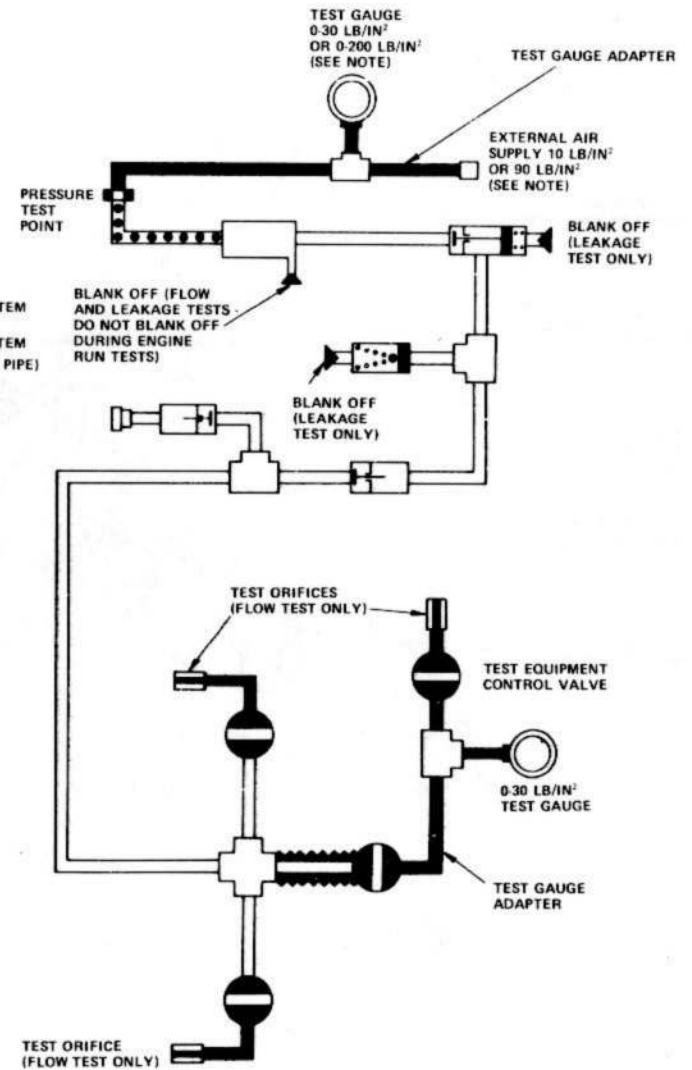 TEST GAUGE
0-30 LB/IN²
OR 0-200 LB/IN²
(SEE NOTE)
TEST GAUGE ADAPTER
EXTERNAL AIR
SUPPLY 10 LB/IN²
OR 90 LB/IN²
(SEE NOTE)
PRESSURE
TEST
POINT
BLANK OFF
(LEAKAGE
TEST ONLY)
TEM
TEM
PIPE)
BLANK OFF (FLOW
AND LEAKAGE TESTS
DO NOT BLANK OFF
DURING ENGINE
RUN TESTS)
BLANK OFF
(LEAKAGE
TEST ONLY)
TEST ORIFICES
(FLOW TEST ONLY)
TEST EQUIPMENT
CONTROL VALVE
0-30 LB/IN²
TEST GAUGE
TEST GAUGE
ADAPTER
TEST ORIFICE
(FLOW TEST ONLY)